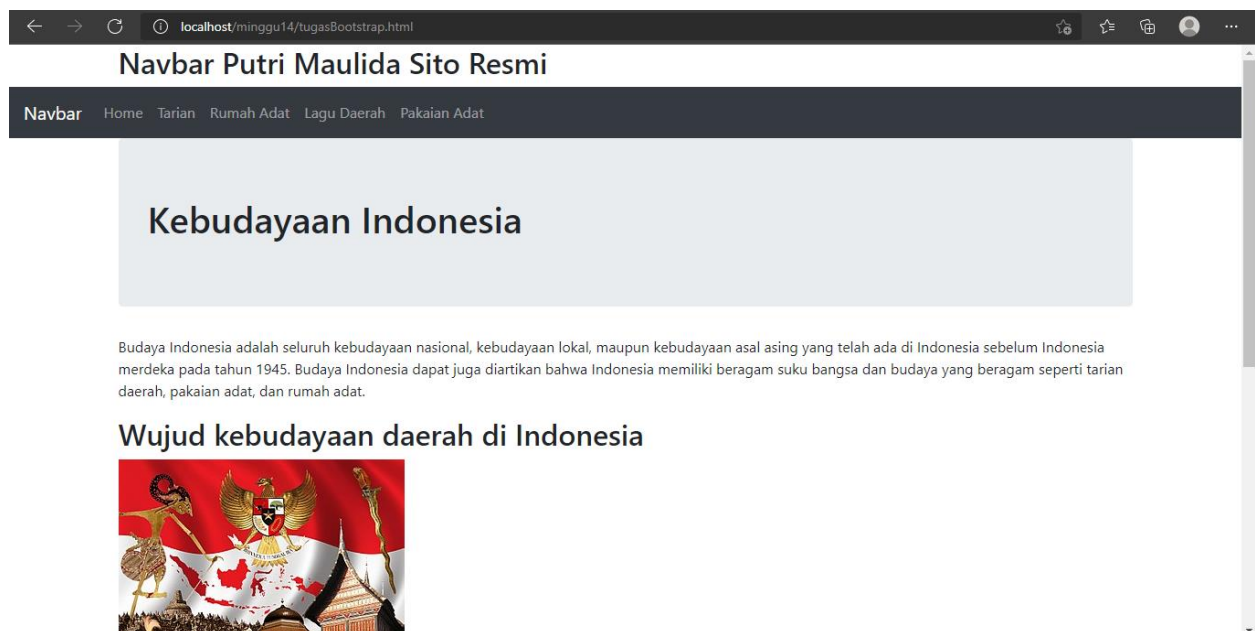 localhost/minggu14/tugasBootstrap.html
Navbar Putri Maulida Sito Resmi
Navbar Home Tarian Rumah Adat Lagu Daerah Pakaian Adat
Kebudayaan Indonesia
Budaya Indonesia adalah seluruh kebudayaan nasional, kebudayaan lokal, maupun kebudayaan asal asing yang telah ada di Indonesia sebelum Indonesia
merdeka pada tahun 1945. Budaya Indonesia dapat juga diartikan bahwa Indonesia memiliki beragam suku bangsa dan budaya yang beragam seperti tarian
daerah, pakaian adat, dan rumah adat.
Wujud kebudayaan daerah di Indonesia